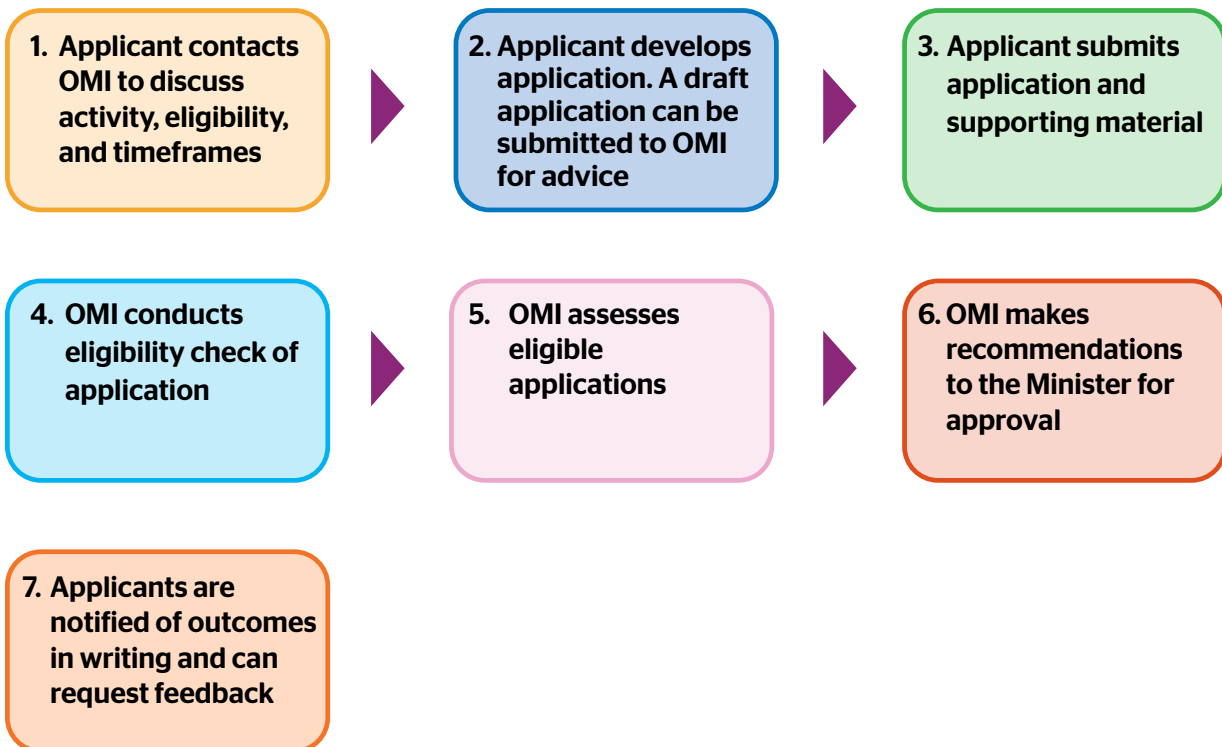 1. Applicant contacts
OMI to discuss
activity, eligibility,
and timeframes
2. Applicant develops
application. A draft
application can be
submitted to OMI
for advice
3. Applicant submits
application and
supporting material
4. OMI conducts
eligibility check of
application
5. OMI assesses
eligible
applications
6. OMI makes
recommendations
to the Minister for
approval
7. Applicants are
notified of outcomes
in writing and can
request feedback